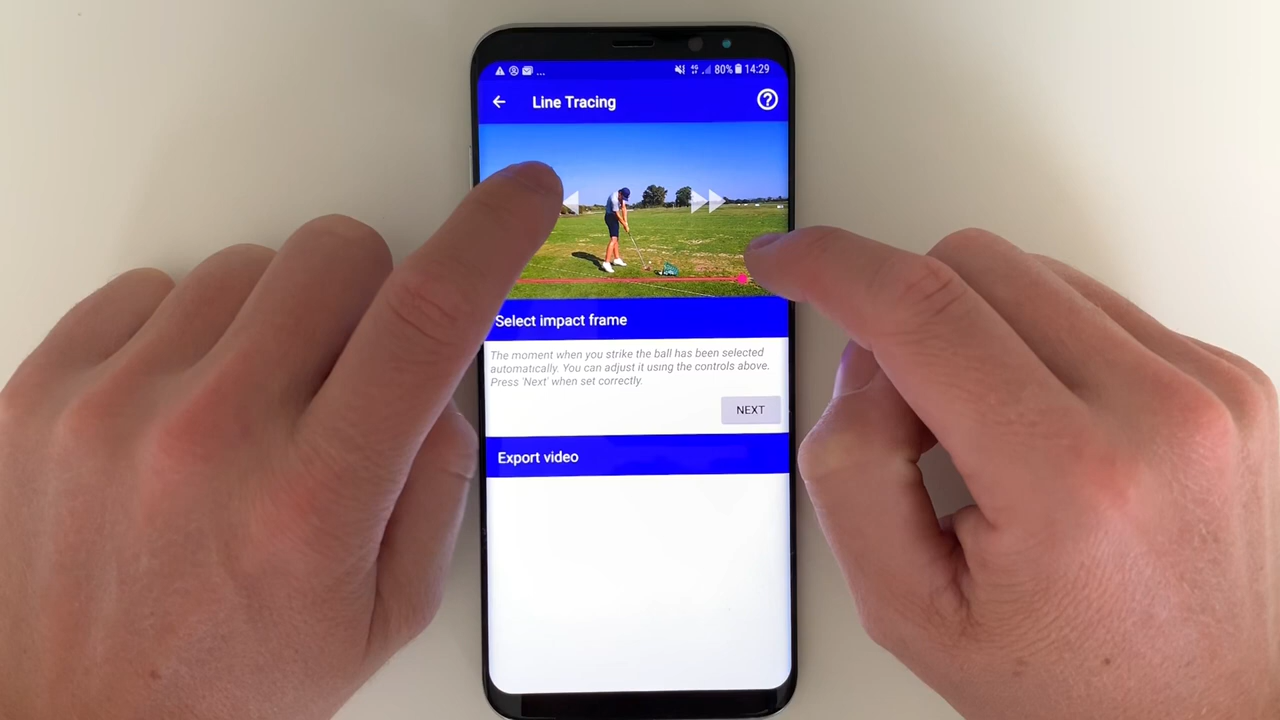 ... 4G 80% 14:29
Line Tracing
Select impact frame
The moment when you strike the ball has been selected
automatically. You can adjust it using the controls above.
Press 'Next' when set correctly.
NEXT
Export video